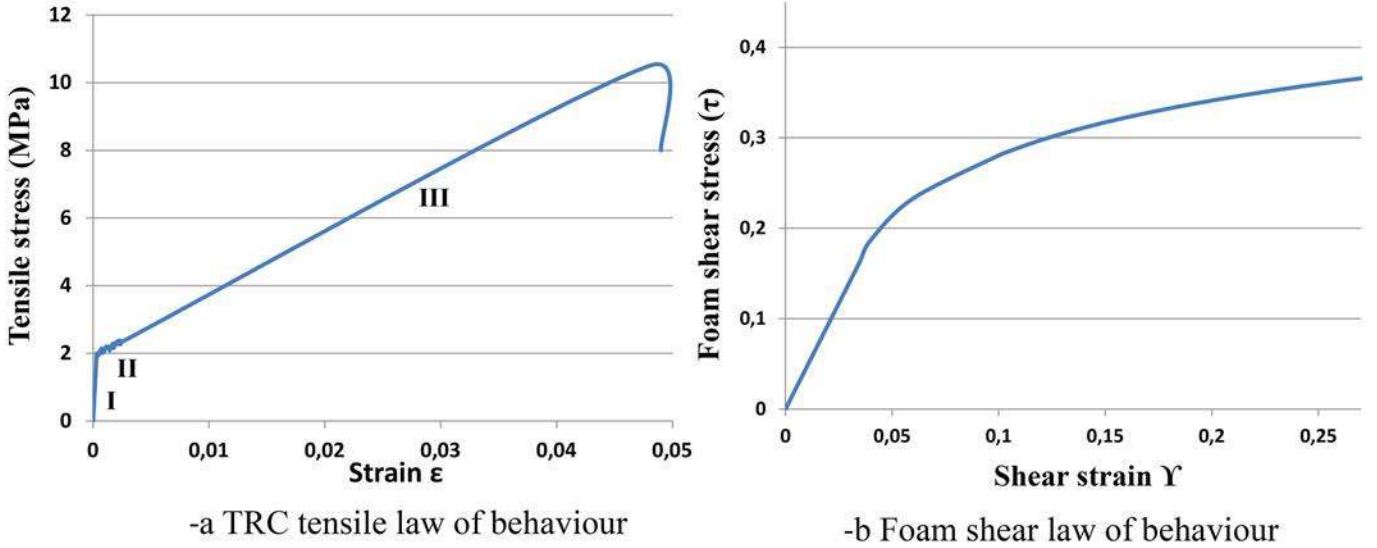 Tensile stress (MPa)
12
10
8
6
4
2
0
I
II
III
0
0,01
0,02
0,03
0,04
0,05
Strain ε
-a TRC tensile law of behaviour
Foam shear stress (τ)
0,4
0,3
0,2
0,1
0
0
0,05
0,1
0,15
0,2
0,25
Shear strain ϒ
-b Foam shear law of behaviour